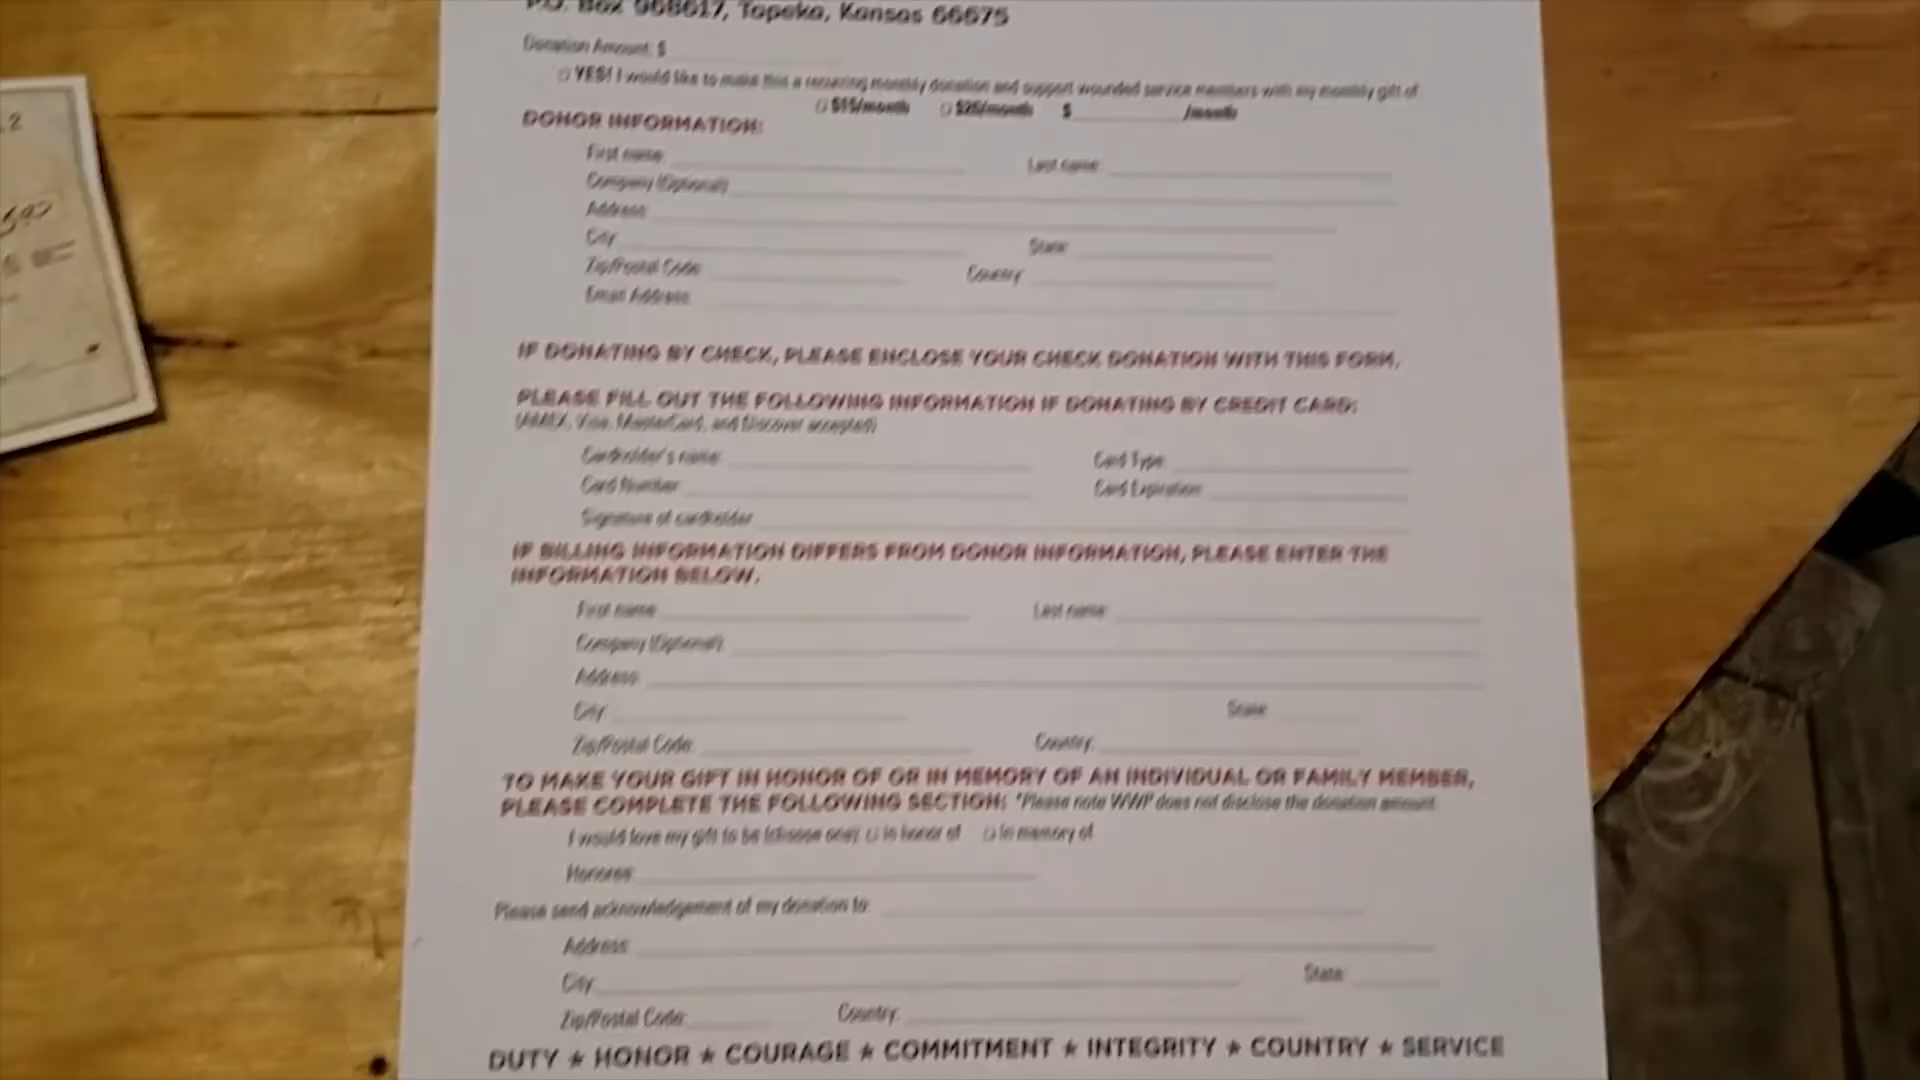 P.O. Box 968617, Topeka, Kansas 66675
Donation Amount: $
YES! I would like to make this a recurring monthly donation and support wounded service members with my monthly gift of
$15/month $25/month $ /month
DONOR INFORMATION:
First name: Last name:
Company (Optional):
Address:
City: State:
Zip/Postal Code: Country:
Email Address:
IF DONATING BY CHECK, PLEASE ENCLOSE YOUR CHECK DONATION WITH THIS FORM.
PLEASE FILL OUT THE FOLLOWING INFORMATION IF DONATING BY CREDIT CARD:
(AMEX, Visa, MasterCard, and Discover accepted)
Cardholder's name: Card Type:
Card Number: Card Expiration:
Signature of cardholder:
IF BILLING INFORMATION DIFFERS FROM DONOR INFORMATION, PLEASE ENTER THE
INFORMATION BELOW.
First name: Last name:
Company (Optional):
Address:
City: State:
Zip/Postal Code: Country:
TO MAKE YOUR GIFT IN HONOR OF OR IN MEMORY OF AN INDIVIDUAL OR FAMILY MEMBER,
PLEASE COMPLETE THE FOLLOWING SECTION: *Please note WWP does not disclose the donation amount.
I would love my gift to be (choose one): In honor of In memory of
Honoree:
Please send acknowledgement of my donation to:
Address:
City: State:
Zip/Postal Code: Country:
DUTY ★ HONOR ★ COURAGE ★ COMMITMENT ★ INTEGRITY ★ COUNTRY ★ SERVICE